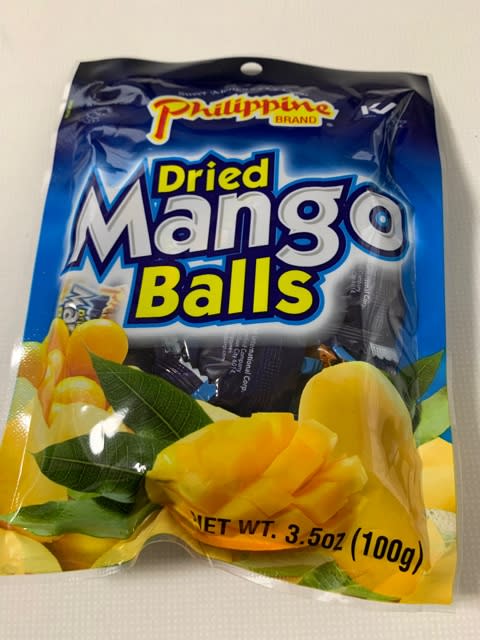 Philippine
BRAND
Dried
Mango
Balls
NET WT. 3.5oz (100g)